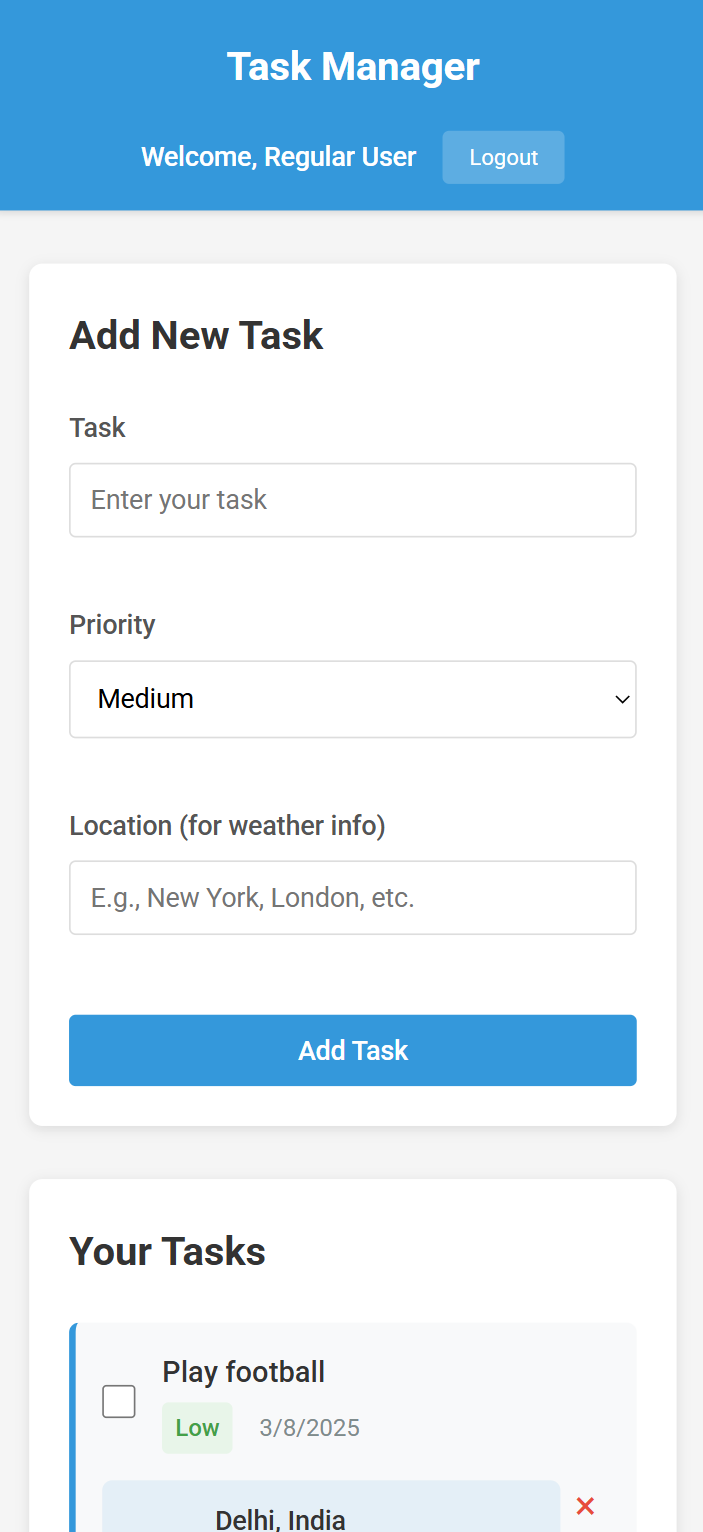 Task Manager
Welcome, Regular User Logout
Add New Task
Task
Enter your task
Priority
Medium
Location (for weather info)
E.g., New York, London, etc.
Add Task
Your Tasks
Play football
Low 3/8/2025
Delhi, India